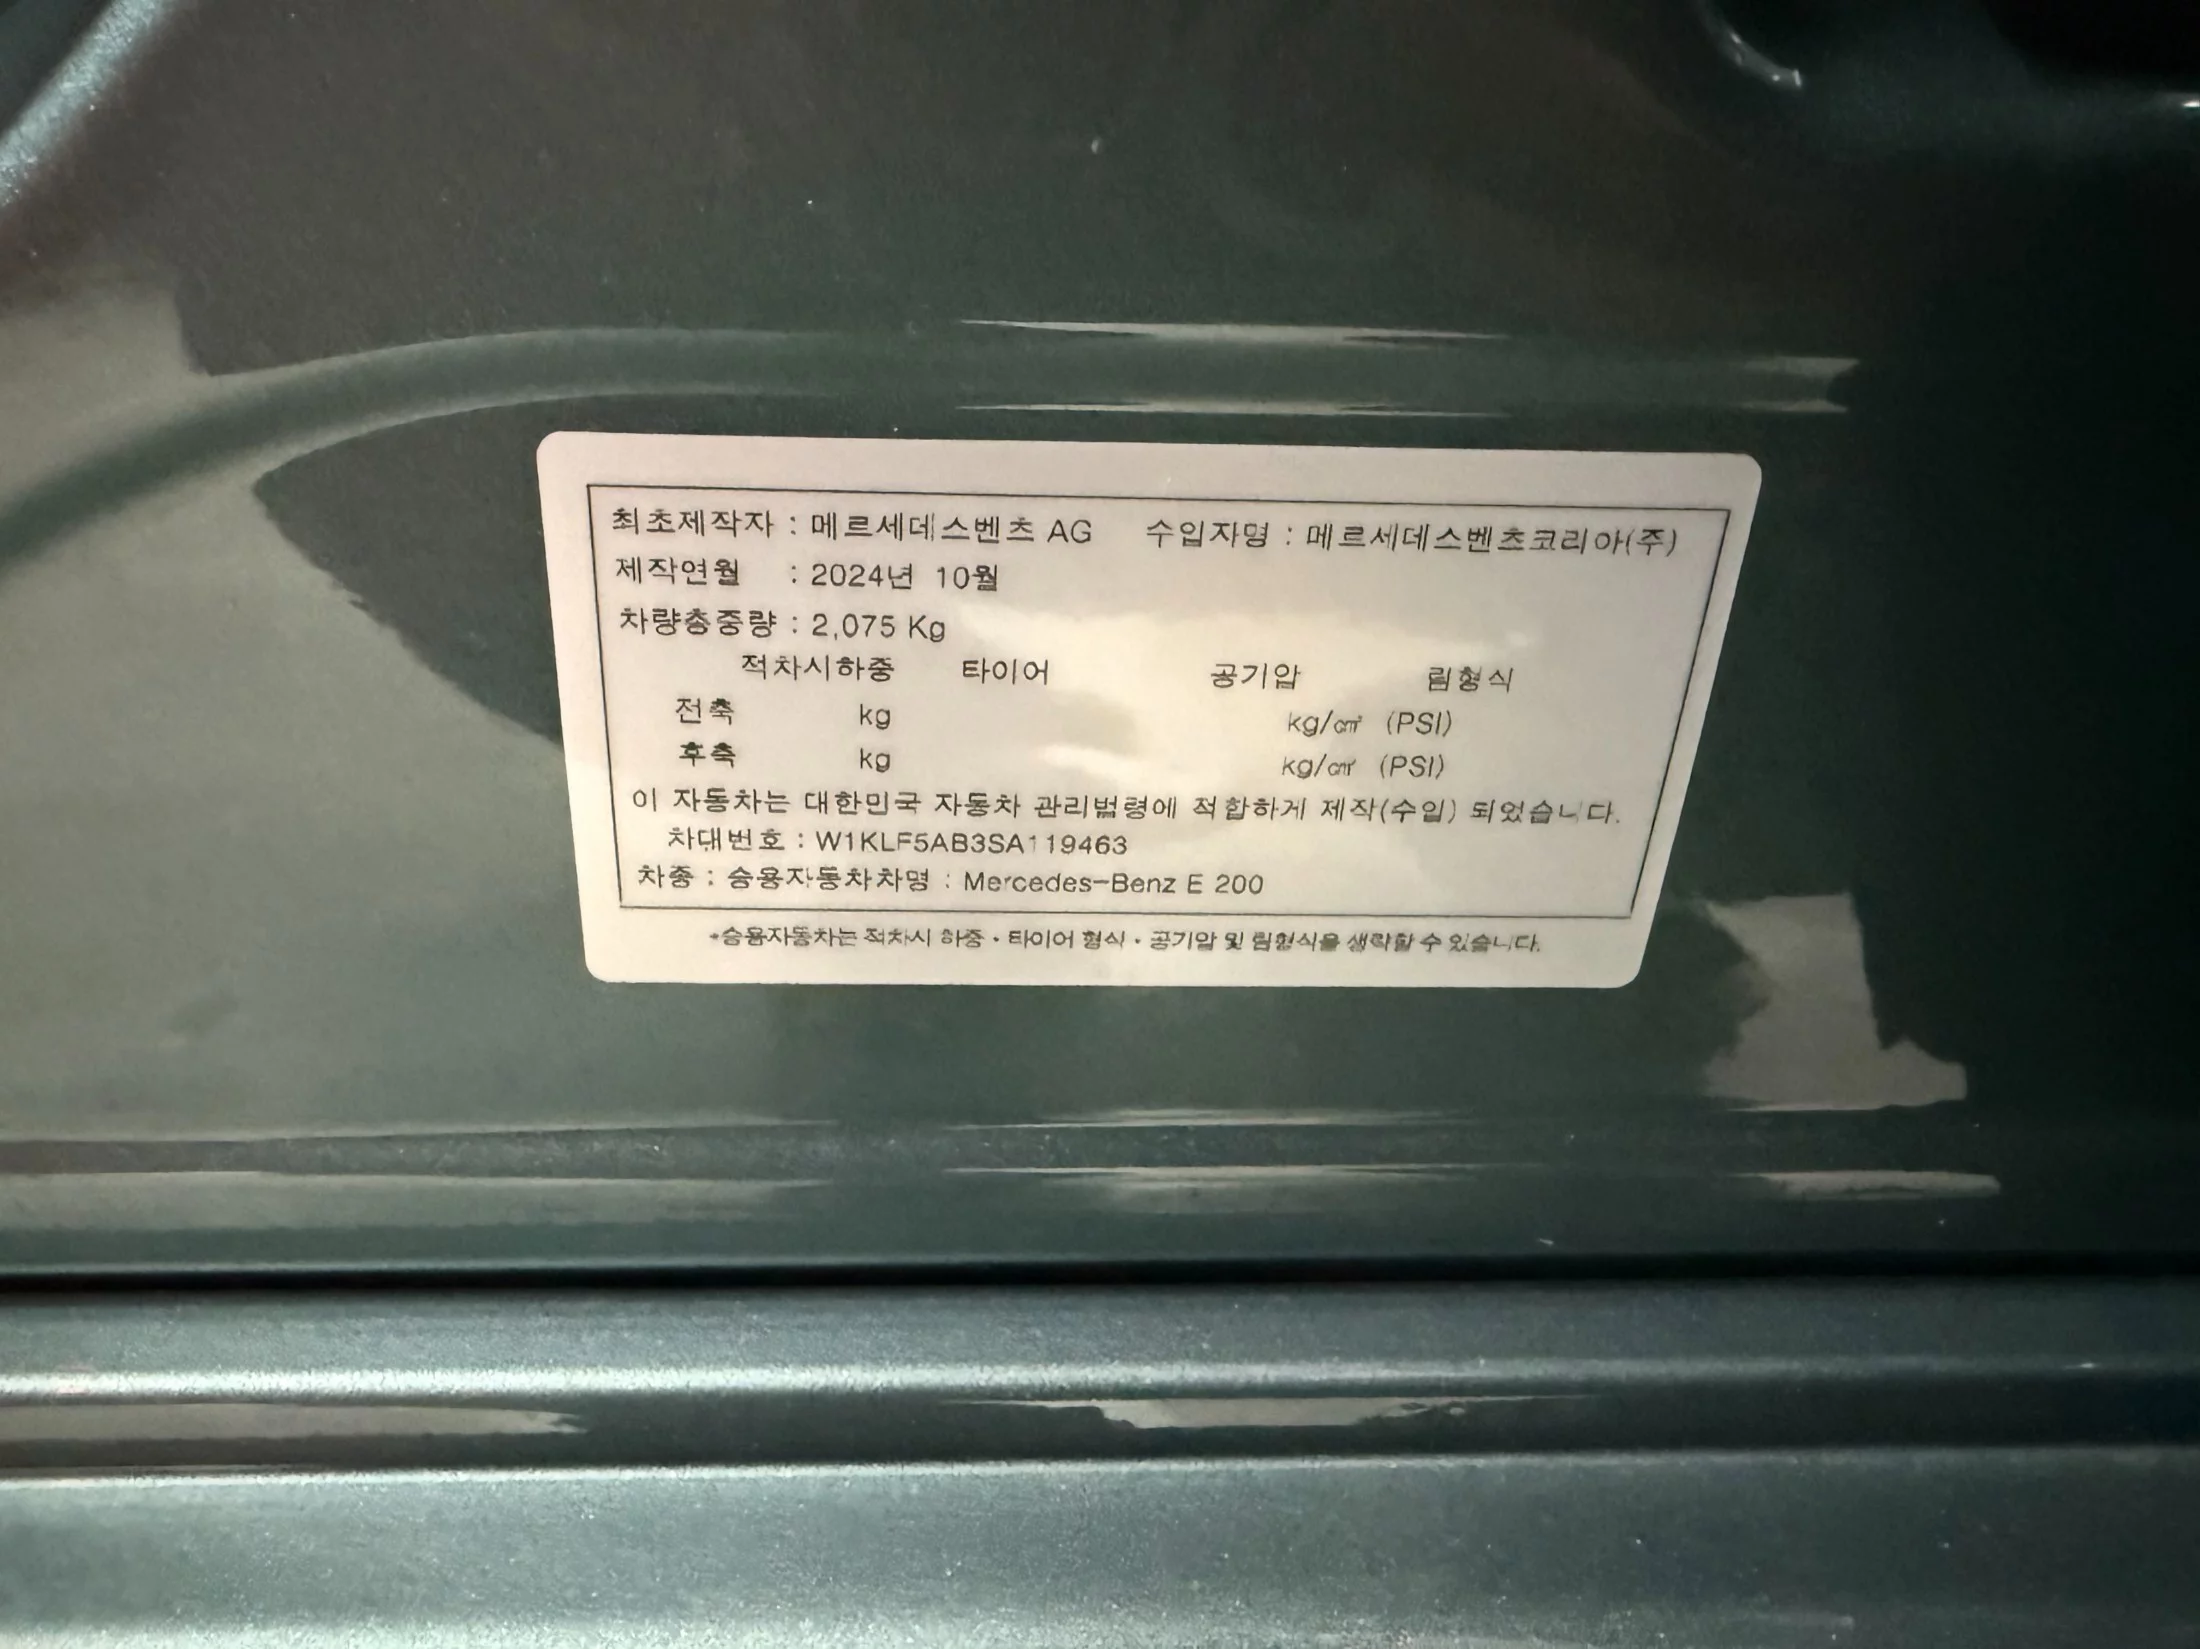 최초제작자 : 메르세데스벤츠 AG 수입자명 : 메르세데스벤츠코리아(주)
제작연월 : 2024년 10월
차량총중량 : 2,075 Kg
적차시하중 타이어 공기압 림형식
전축 kg kg/㎠ (PSI)
후축 kg kg/㎠ (PSI)
이 자동차는 대한민국 자동차 관리법령에 적합하게 제작(수입) 되었습니다.
차대번호 : W1KLF5AB3SA119463
차종 : 승용자동차차명 : Mercedes-Benz E 200
*승용자동차는 적차시 하중・타이어 형식・공기압 및 림형식을 생략할 수 있습니다.